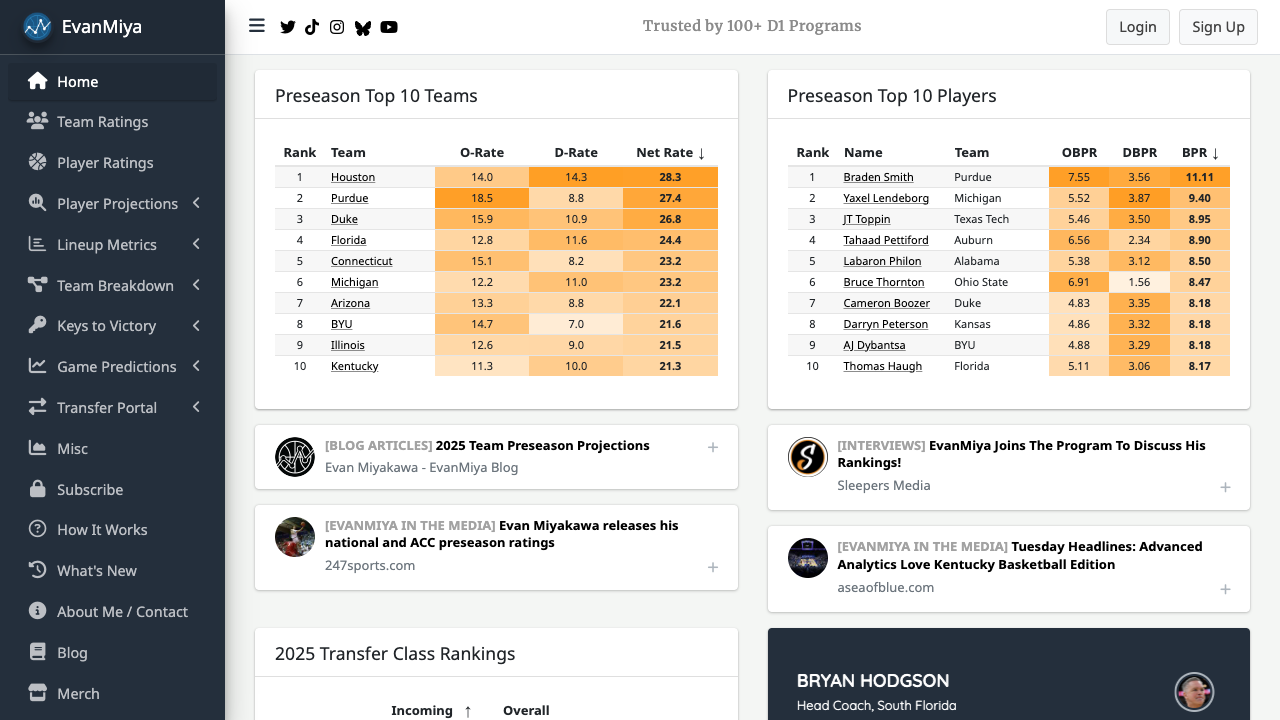 EvanMiya
Home
Team Ratings
Player Ratings
Player Projections
Lineup Metrics
Team Breakdown
Keys to Victory
Game Predictions
Transfer Portal
Misc
Subscribe
How It Works
What's New
About Me / Contact
Blog
Merch
Trusted by 100+ D1 Programs
Login
Sign Up
Preseason Top 10 Teams
Rank Team O-Rate D-Rate Net Rate ↓
1 Houston 14.0 14.3 28.3
2 Purdue 18.5 8.8 27.4
3 Duke 15.9 10.9 26.8
4 Florida 12.8 11.6 24.4
5 Connecticut 15.1 8.2 23.2
6 Michigan 12.2 11.0 23.2
7 Arizona 13.3 8.8 22.1
8 BYU 14.7 7.0 21.6
9 Illinois 12.6 9.0 21.5
10 Kentucky 11.3 10.0 21.3
Preseason Top 10 Players
Rank Name Team OBPR DBPR BPR ↓
1 Braden Smith Purdue 7.55 3.56 11.11
2 Yaxel Lendeborg Michigan 5.52 3.87 9.40
3 JT Toppin Texas Tech 5.46 3.50 8.95
4 Tahaad Pettiford Auburn 6.56 2.34 8.90
5 Labaron Philon Alabama 5.38 3.12 8.50
6 Bruce Thornton Ohio State 6.91 1.56 8.47
7 Cameron Boozer Duke 4.83 3.35 8.18
8 Darryn Peterson Kansas 4.86 3.32 8.18
9 AJ Dybantsa BYU 4.88 3.29 8.18
10 Thomas Haugh Florida 5.11 3.06 8.17
[BLOG ARTICLES] 2025 Team Preseason Projections
Evan Miyakawa - EvanMiya Blog
[EVANMIYA IN THE MEDIA] Evan Miyakawa releases his
national and ACC preseason ratings
247sports.com
[INTERVIEWS] EvanMiya Joins The Program To Discuss His
Rankings!
Sleepers Media
[EVANMIYA IN THE MEDIA] Tuesday Headlines: Advanced
Analytics Love Kentucky Basketball Edition
aseaofblue.com
2025 Transfer Class Rankings
Incoming ↑ Overall
BRYAN HODGSON
Head Coach, South Florida